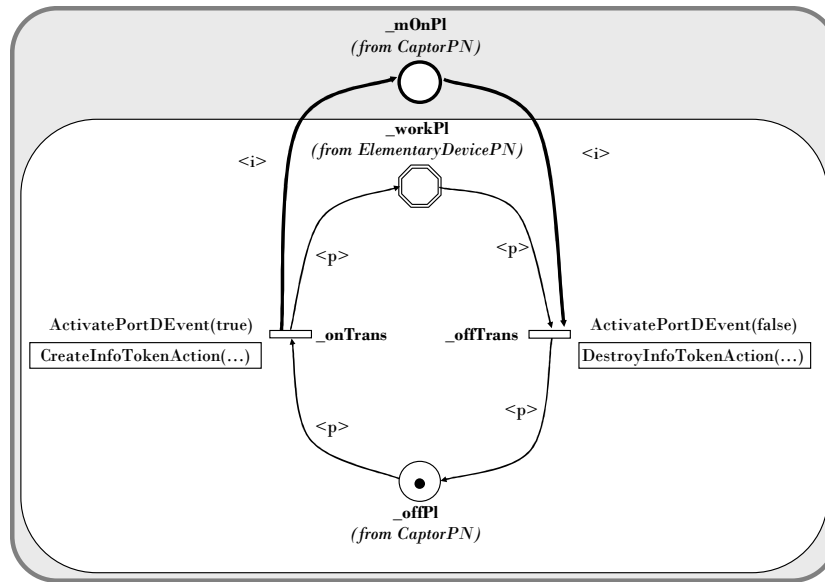 _mOnPl
(from CaptorPN)
_workPl
(from ElementaryDevicePN)
<i>
<i>
<p>
<p>
ActivatePortDEvent(true)
_onTrans
_offTrans
ActivatePortDEvent(false)
CreateInfoTokenAction(...)
DestroyInfoTokenAction(...)
<p>
<p>
_offPl
(from CaptorPN)